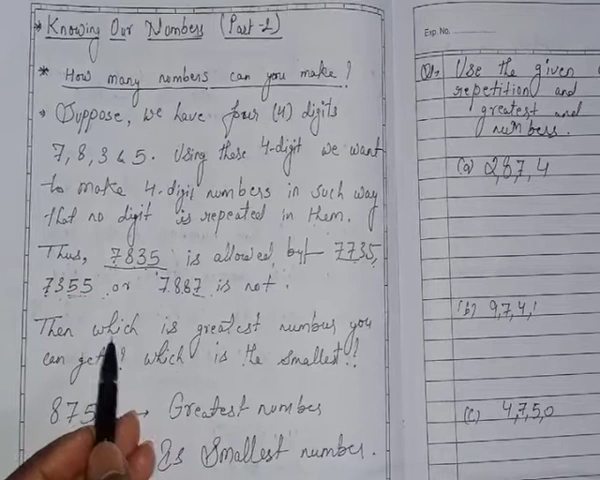 * Knowing Our Numbers (Part-1)
* How many numbers can you make?
* Suppose, we have four (4) digits
7, 8, 3 & 5. Using these 4-digit we want
to make 4-digit numbers in such way
that no digit is repeated in them.
Thus, 7835 is allowed but 7735,
7355 or 7887 is not.
Then which is greatest number you
can get? which is the smallest?
875 → Greatest number
is Smallest number.
Exp. No.
Q1. Use the given
repetition and
greatest and
numbers.
(a) 2,8,7,4
(b) 9,7,4,1
(c) 4,7,5,0